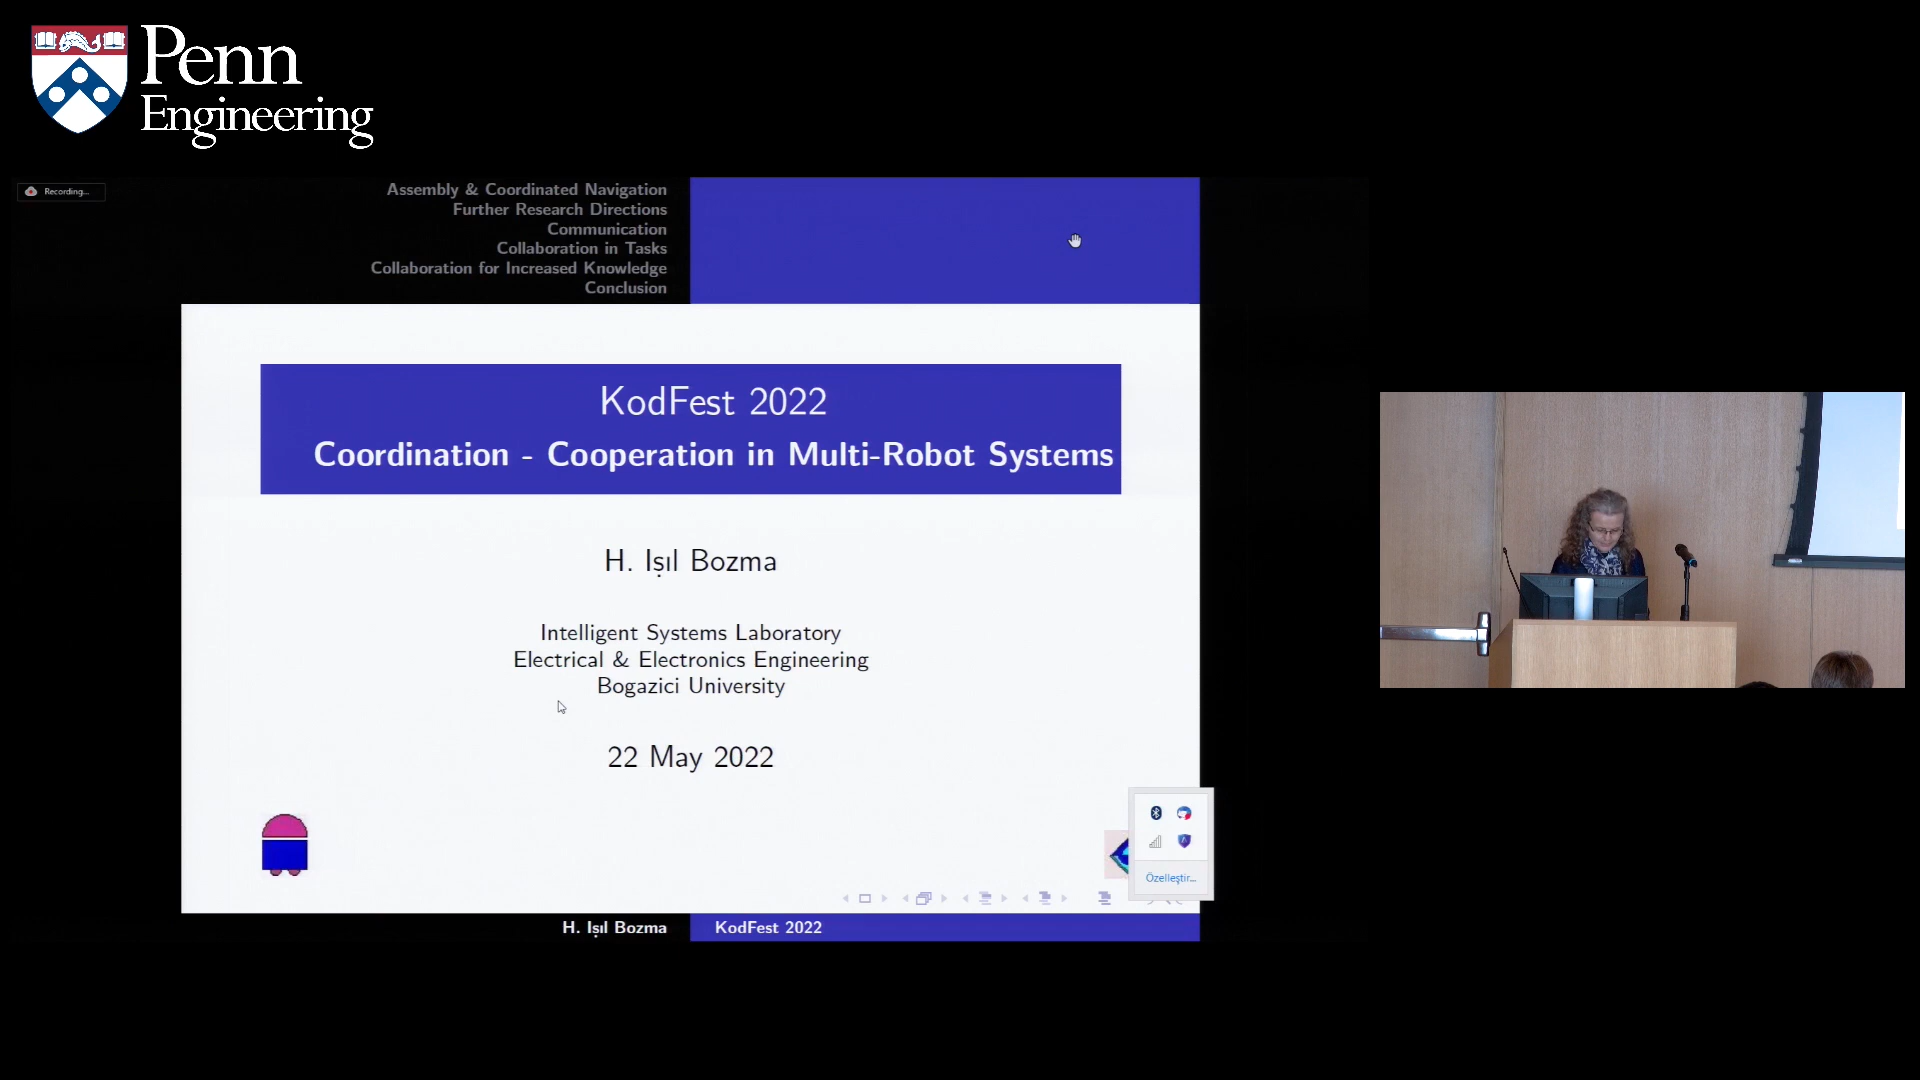 Penn
Engineering
Recording...
Assembly & Coordinated Navigation
Further Research Directions
Communication
Collaboration in Tasks
Collaboration for Increased Knowledge
Conclusion
KodFest 2022
Coordination - Cooperation in Multi-Robot Systems
H. Işıl Bozma
Intelligent Systems Laboratory
Electrical & Electronics Engineering
Bogazici University
22 May 2022
Özelleştir...
H. Işıl Bozma
KodFest 2022